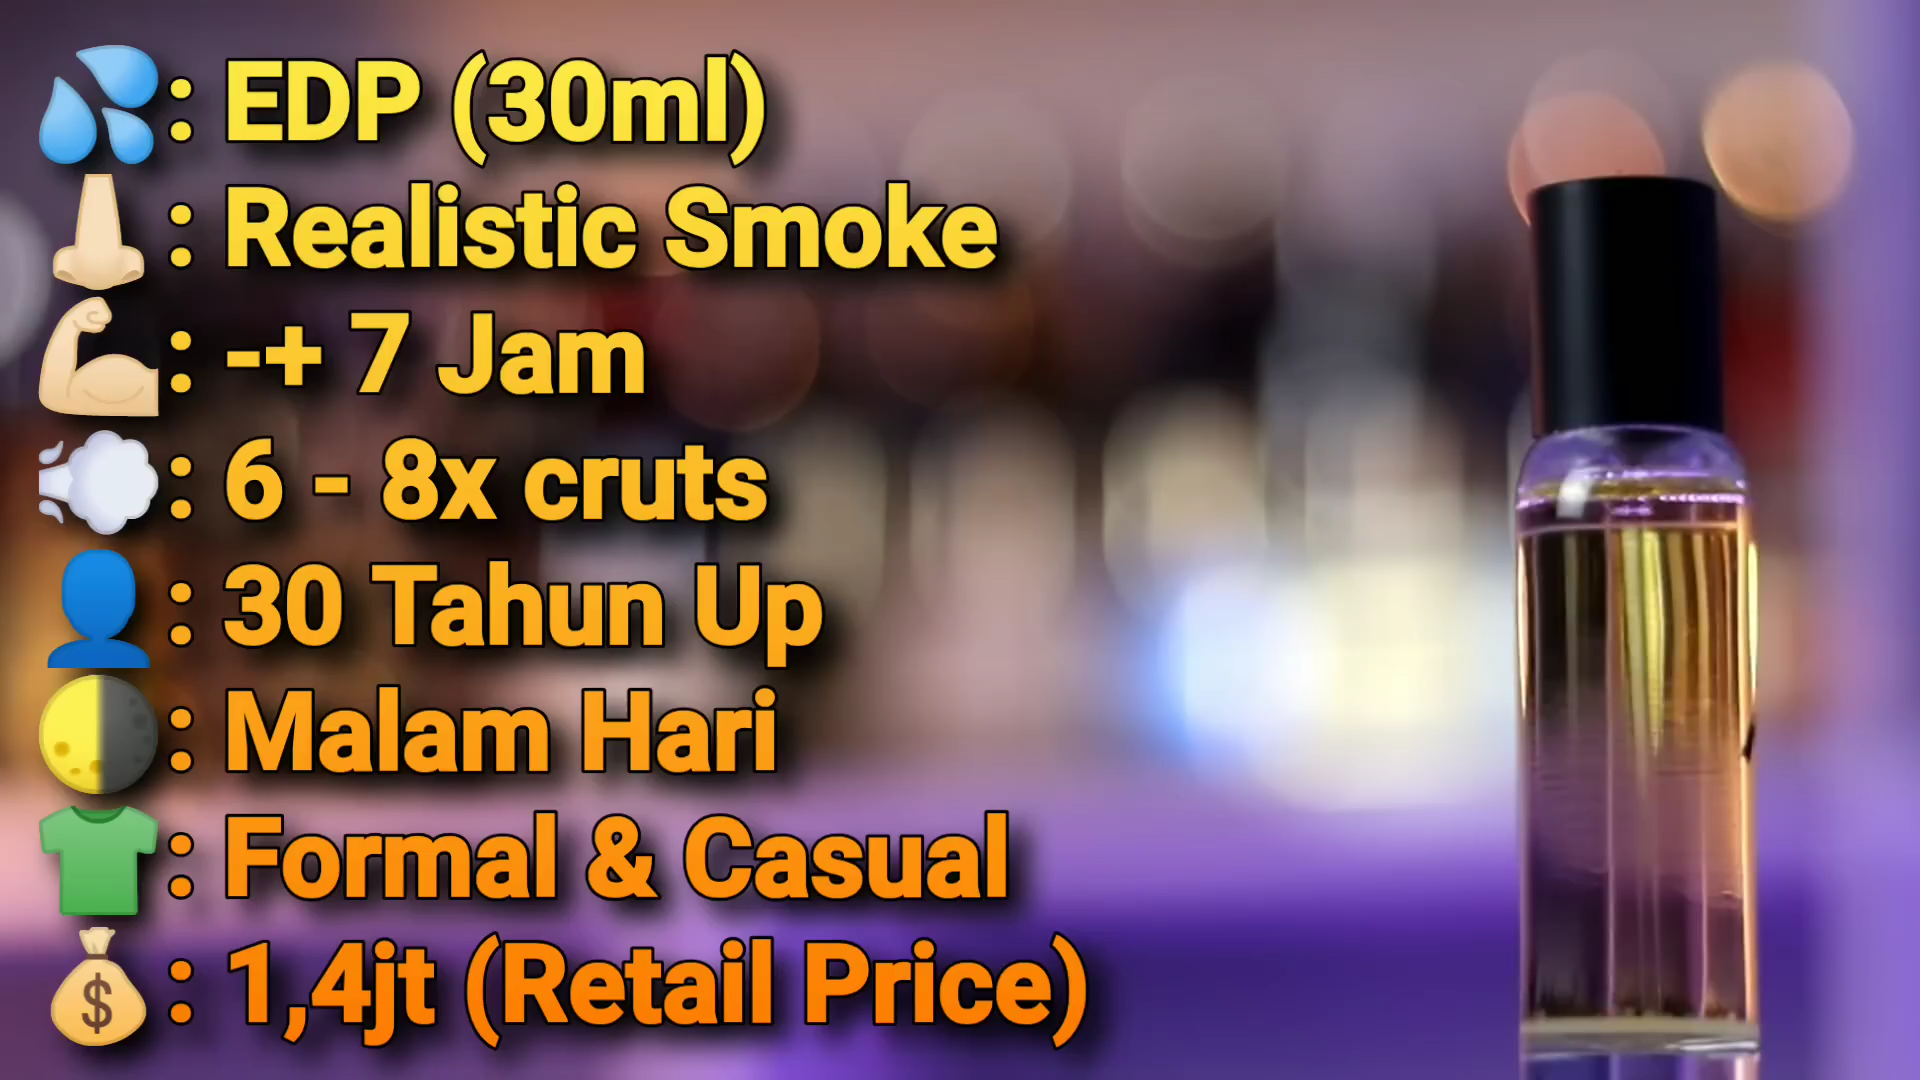 💦: EDP (30ml)
👃🏻: Realistic Smoke
💪🏻: -+ 7 Jam
💨: 6 - 8x cruts
👤: 30 Tahun Up
🌗: Malam Hari
👕: Formal & Casual
💰: 1,4jt (Retail Price)